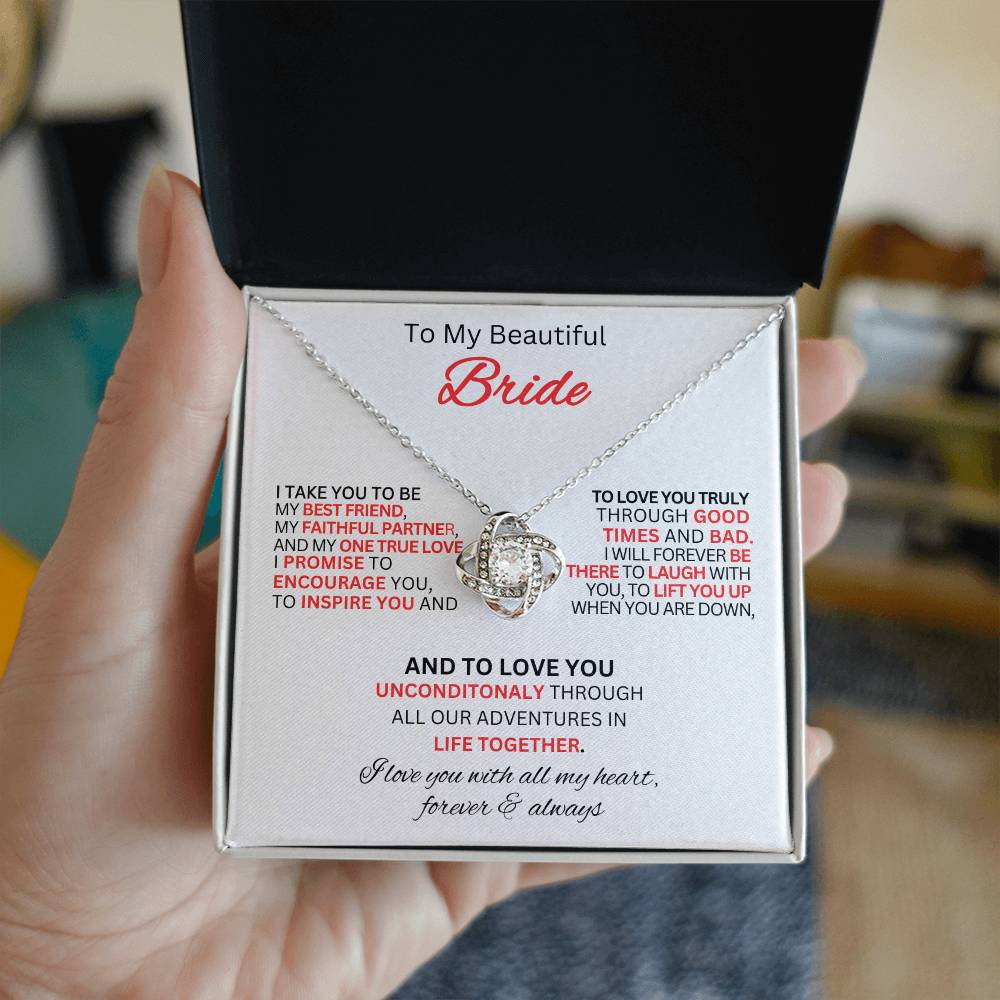 To My Beautiful
Bride
I TAKE YOU TO BE
MY BEST FRIEND,
MY FAITHFUL PARTNER,
AND MY ONE TRUE LOVE
I PROMISE TO
ENCOURAGE YOU,
TO INSPIRE YOU AND
TO LOVE YOU TRULY
THROUGH GOOD
TIMES AND BAD.
I WILL FOREVER BE
THERE TO LAUGH WITH
YOU, TO LIFT YOU UP
WHEN YOU ARE DOWN,
AND TO LOVE YOU
UNCONDITONALY THROUGH
ALL OUR ADVENTURES IN
LIFE TOGETHER.
I love you with all my heart,
forever & always